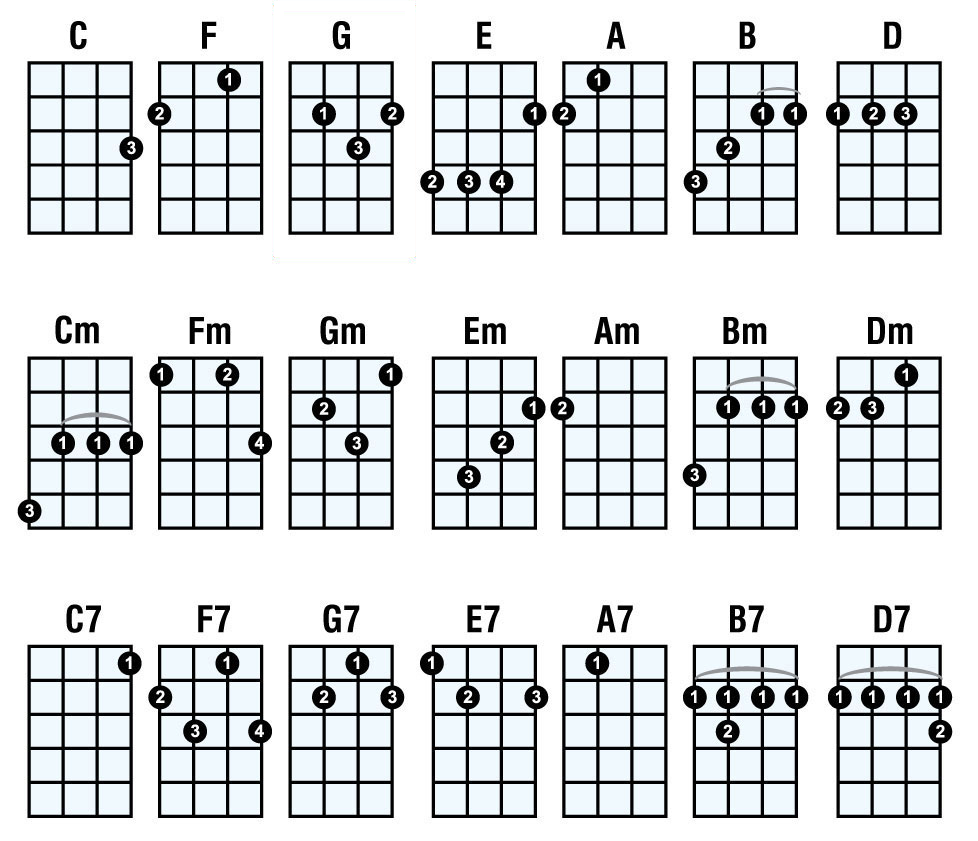 C F G E A B D
1 1
2 1 2 1 2 1 1 1 2 3
3 3 2
2 3 4 3
Cm Fm Gm Em Am Bm Dm
1 2 1 1
2 1 2 1 1 1 2 3
1 1 1 4 3 2
3 3
3
C7 F7 G7 E7 A7 B7 D7
1 1 1 1 1
2 2 3 2 3 1 1 1 1 1 1 1 1
3 4 2 2